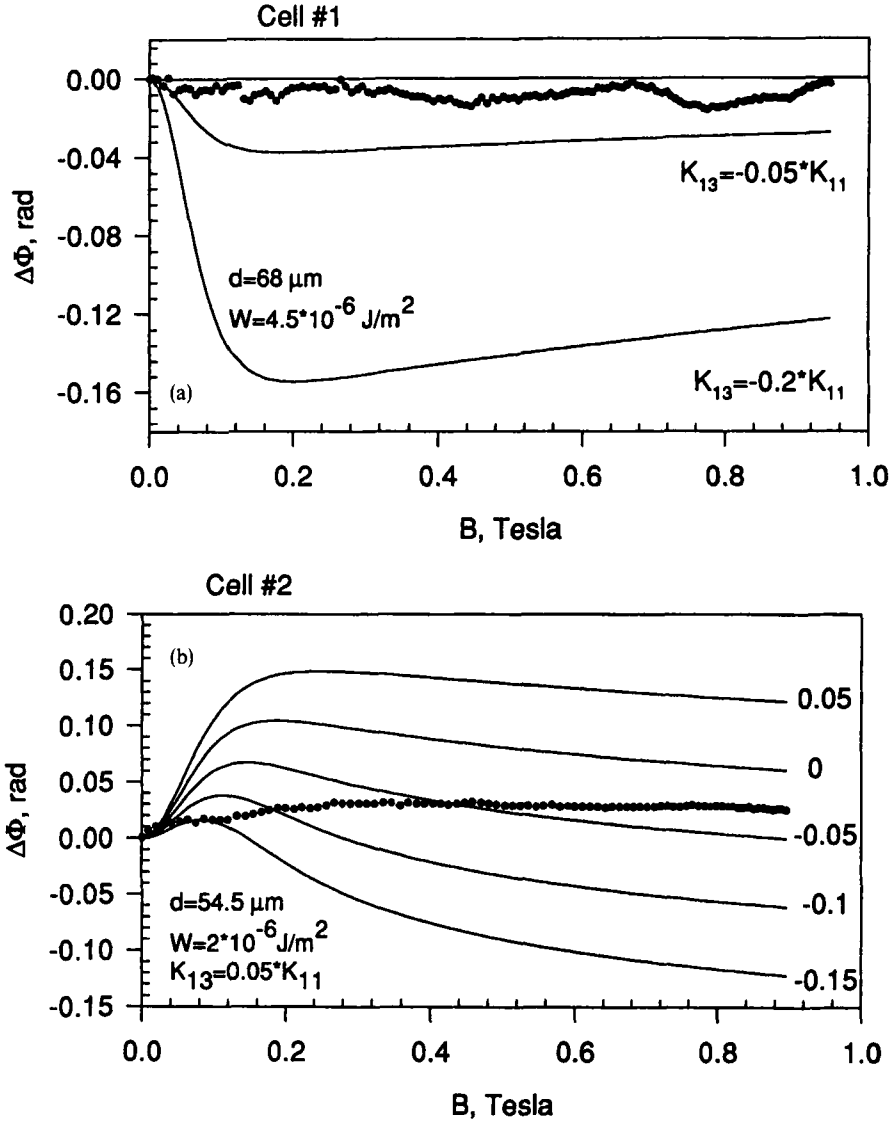 Cell #1
0.00
-0.04
-0.08
-0.12
-0.16
ΔΦ, rad
K₁₃=-0.05*K₁₁
d=68 μm
W=4.5*10⁻⁶ J/m²
K₁₃=-0.2*K₁₁
(a)
0.0 0.2 0.4 0.6 0.8 1.0
B, Tesla
Cell #2
0.20
0.15
0.10
0.05
0.00
-0.05
-0.10
-0.15
ΔΦ, rad
(b)
0.05
0
-0.05
-0.1
-0.15
d=54.5 μm
W=2*10⁻⁶J/m²
K₁₃=0.05*K₁₁
0.0 0.2 0.4 0.6 0.8 1.0
B, Tesla